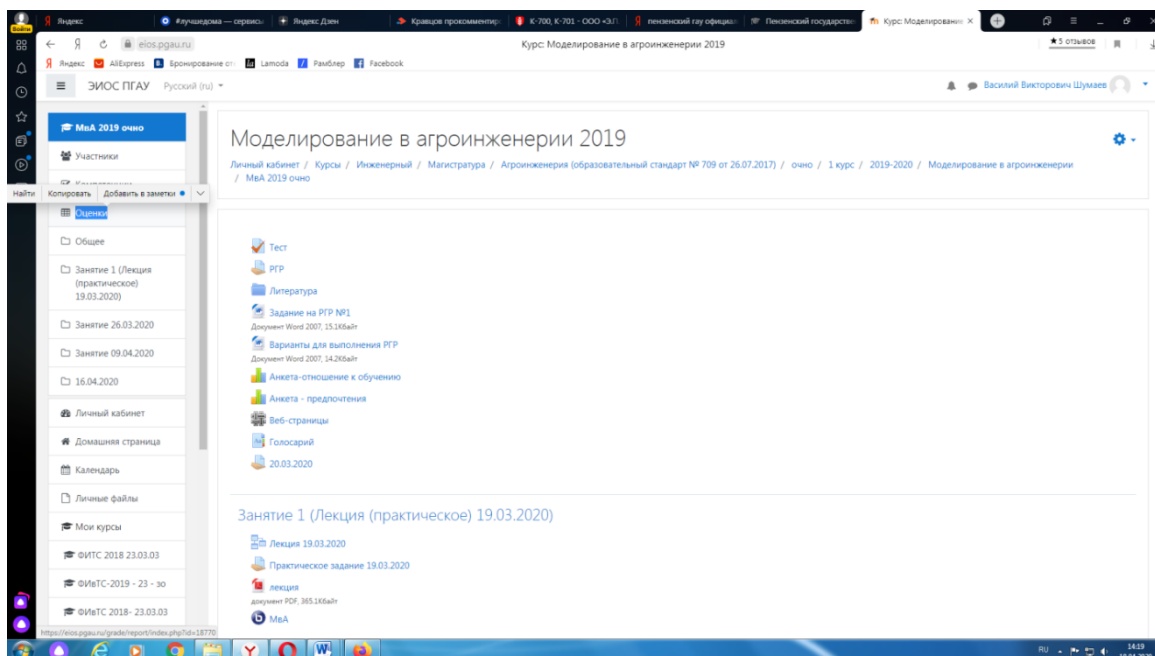 Яндекс
#лучшедома — сервисы
Яндекс Дзен
Кравцов прокомментиро
К-700, К-701 - ООО «З.П
пензенский гау официал
Пензенский государстве
Курс: Моделирование
Войти
eios.pgau.ru
Курс: Моделирование в агроинженерии 2019
★5 отзывов
Яндекс
AliExpress
Бронирование оте
Lamoda
Рамблер
Facebook
ЭИОС ПГАУ
Русский (ru)
Василий Викторович Шумаев
МвА 2019 очно
Участники
Найти
Копировать
Добавить в заметки
Оценки
Общее
Занятие 1 (Лекция
(практическое)
19.03.2020)
Занятие 26.03.2020
Занятие 09.04.2020
16.04.2020
Личный кабинет
Домашняя страница
Календарь
Личные файлы
Мои курсы
ФИТС 2018 23.03.03
ФИвТС-2019 - 23 - зо
ФИвТС 2018- 23.03.03
Моделирование в агроинженерии 2019
Личный кабинет / Курсы / Инженерный / Магистратура / Агроинженерия (образовательный стандарт № 709 от 26.07.2017) / очно / 1 курс / 2019-2020 / Моделирование в агроинженерии
/ МвА 2019 очно
Тест
РГР
Литература
Задание на РГР №1
Документ Word 2007, 15.1Кбайт
Варианты для выполнения РГР
Документ Word 2007, 14.2Кбайт
Анкета-отношение к обучению
Анкета - предпочтения
Веб-страницы
Голосарий
20.03.2020
Занятие 1 (Лекция (практическое) 19.03.2020)
Лекция 19.03.2020
Практическое задание 19.03.2020
лекция
документ PDF, 365.1Кбайт
МвА
https://eios.pgau.ru/grade/report/index.php?id=18770
RU
14:19